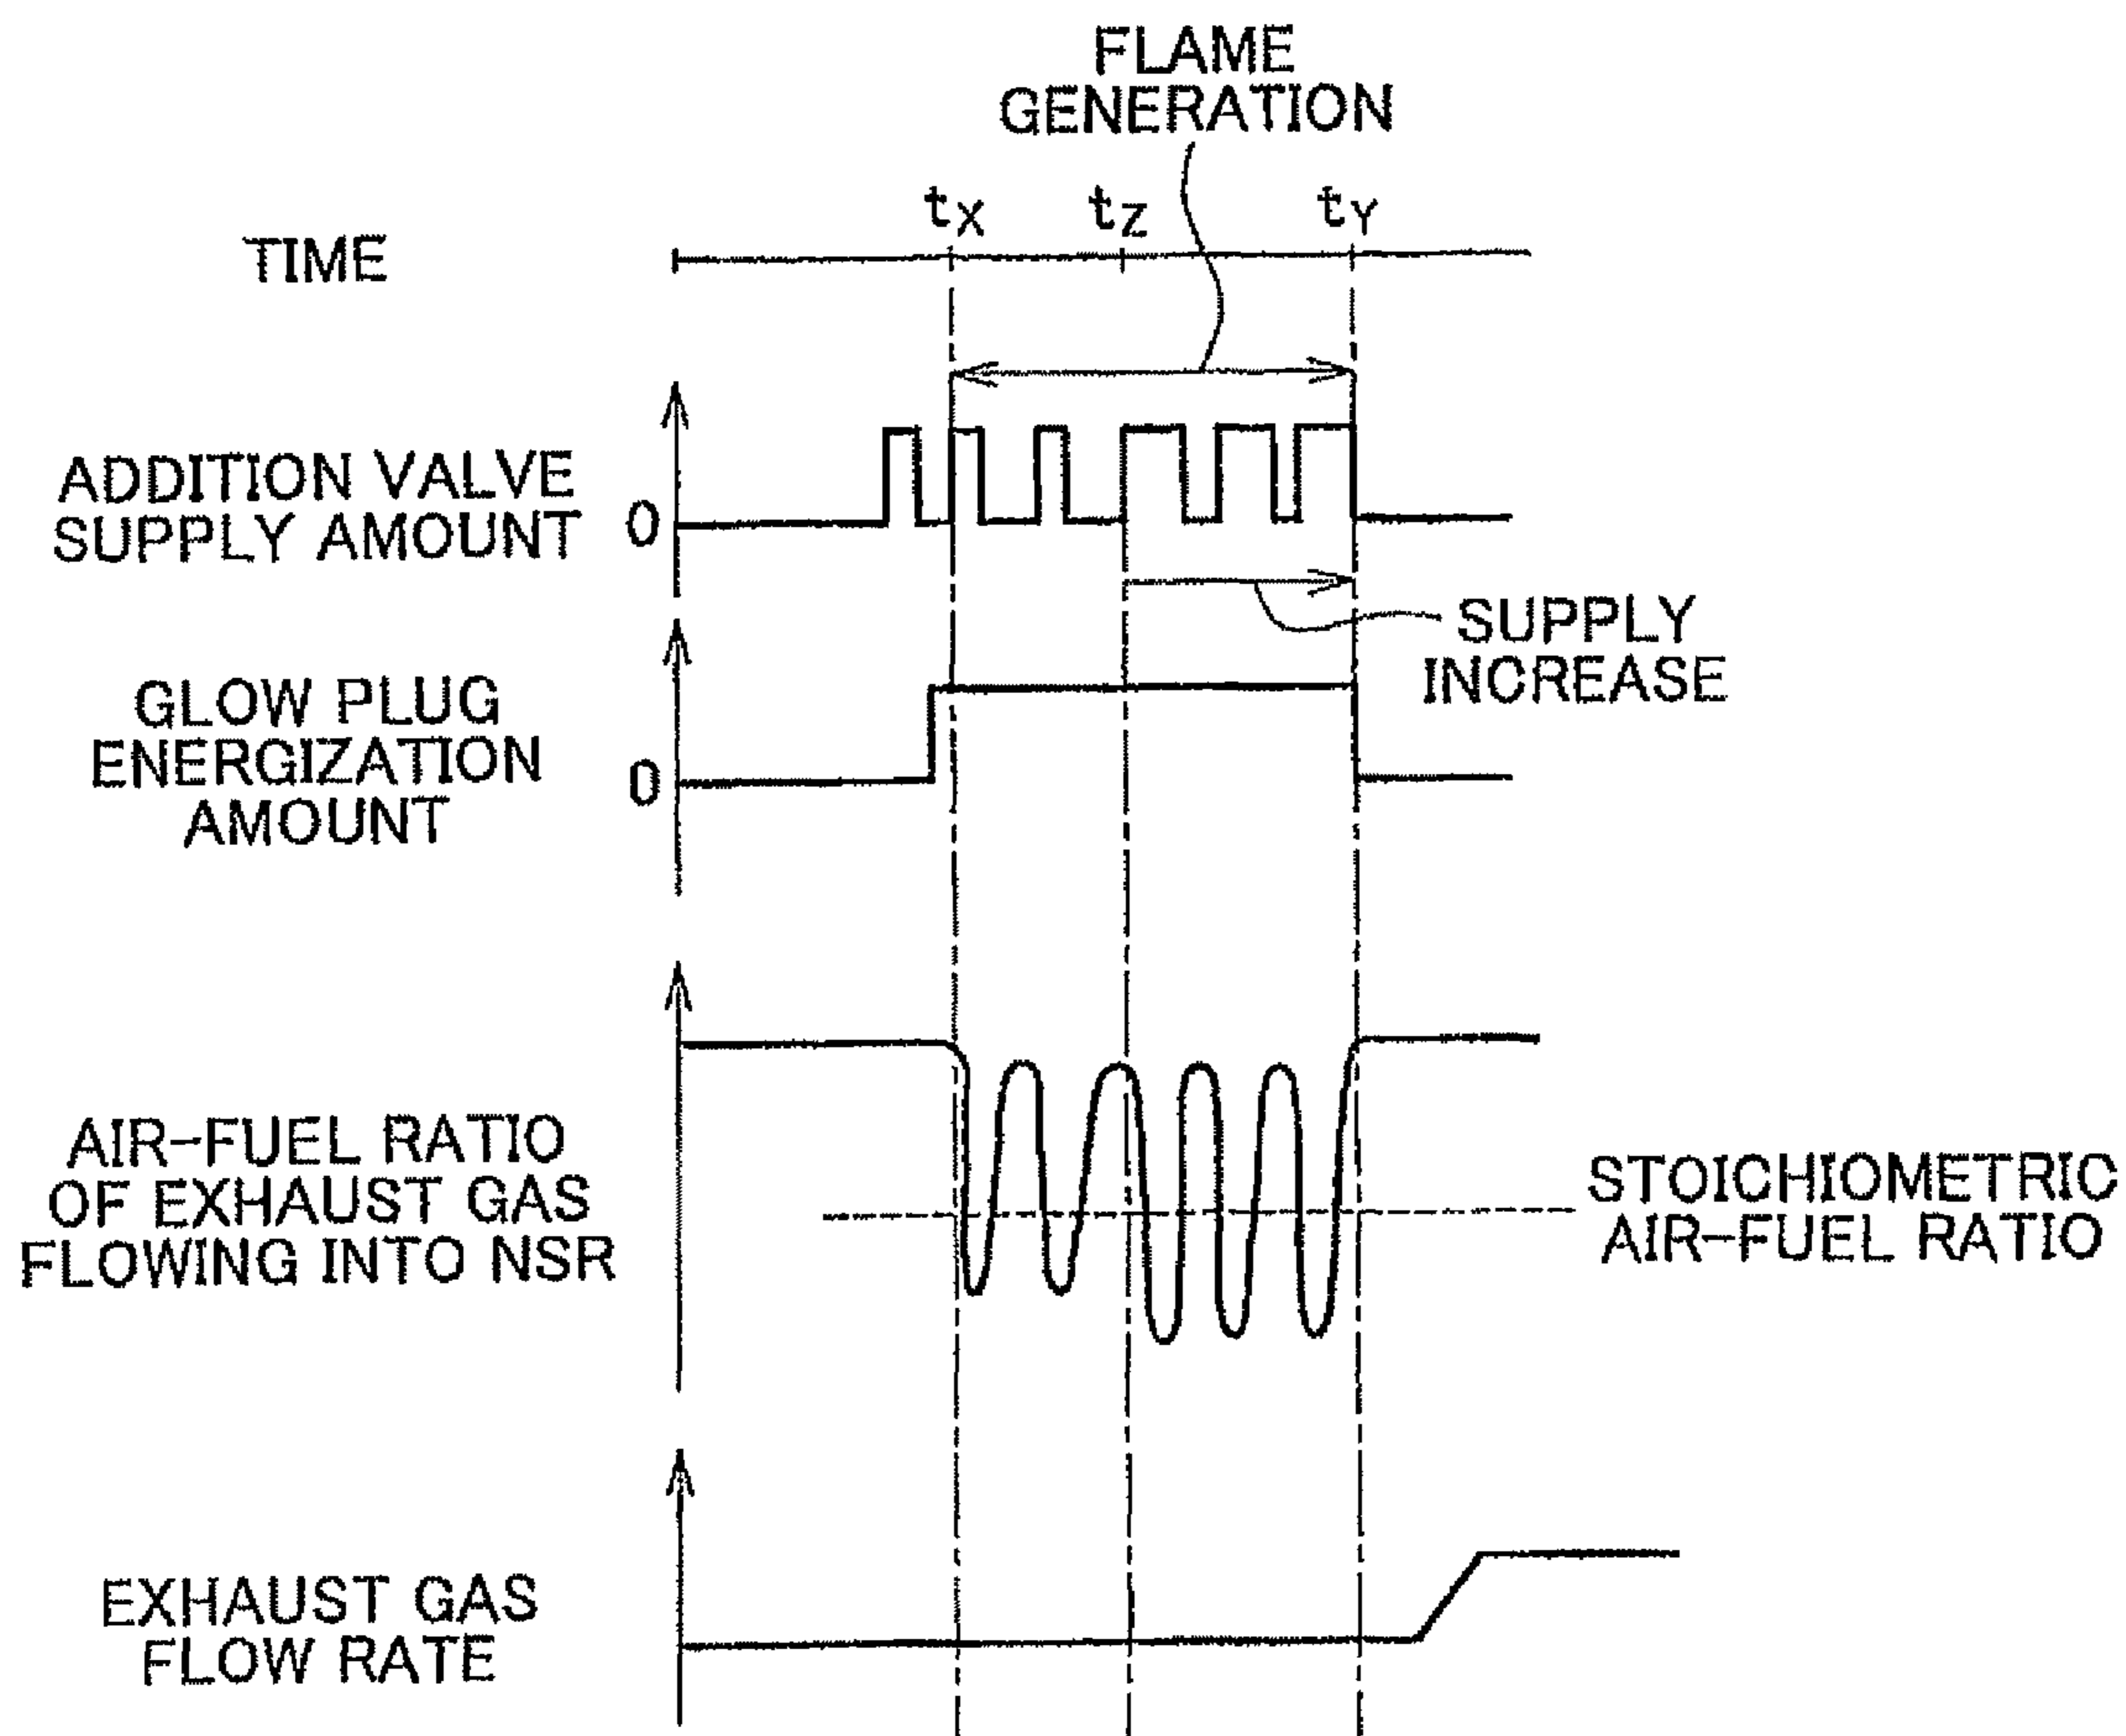 FLAME
GENERATION
TIME
tX
tZ
tY
ADDITION VALVE
SUPPLY AMOUNT
0
SUPPLY
INCREASE
GLOW PLUG
ENERGIZATION
AMOUNT
0
AIR-FUEL RATIO
OF EXHAUST GAS
FLOWING INTO NSR
STOICHIOMETRIC
AIR-FUEL RATIO
EXHAUST GAS
FLOW RATE